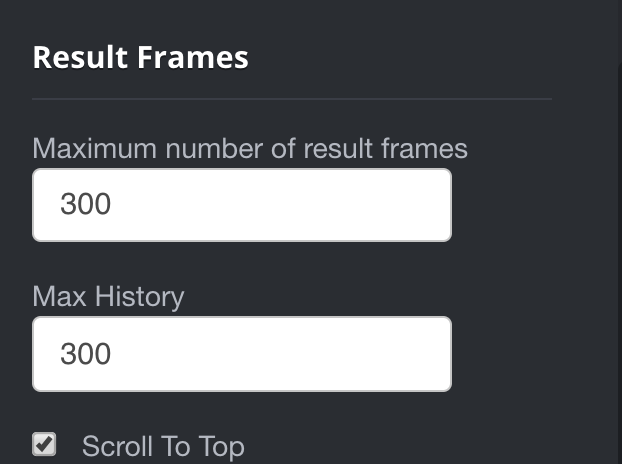 Result Frames
Maximum number of result frames
300
Max History
300
Scroll To Top